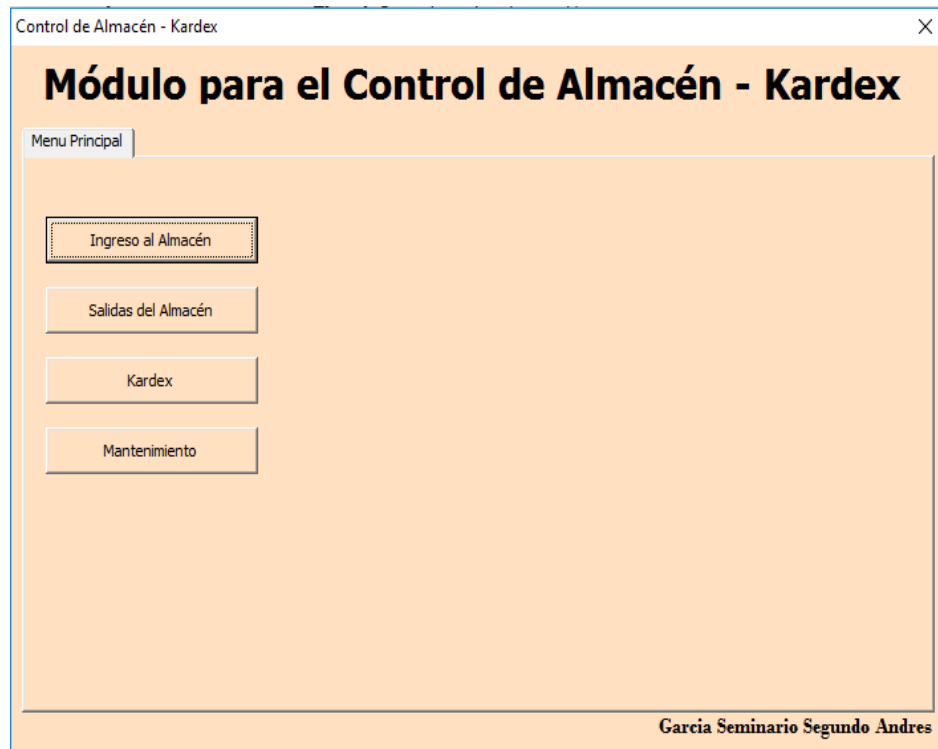 Control de Almacén - Kardex
Módulo para el Control de Almacén - Kardex
Menu Principal
Ingreso al Almacén
Salidas del Almacén
Kardex
Mantenimiento
Garcia Seminario Segundo Andres